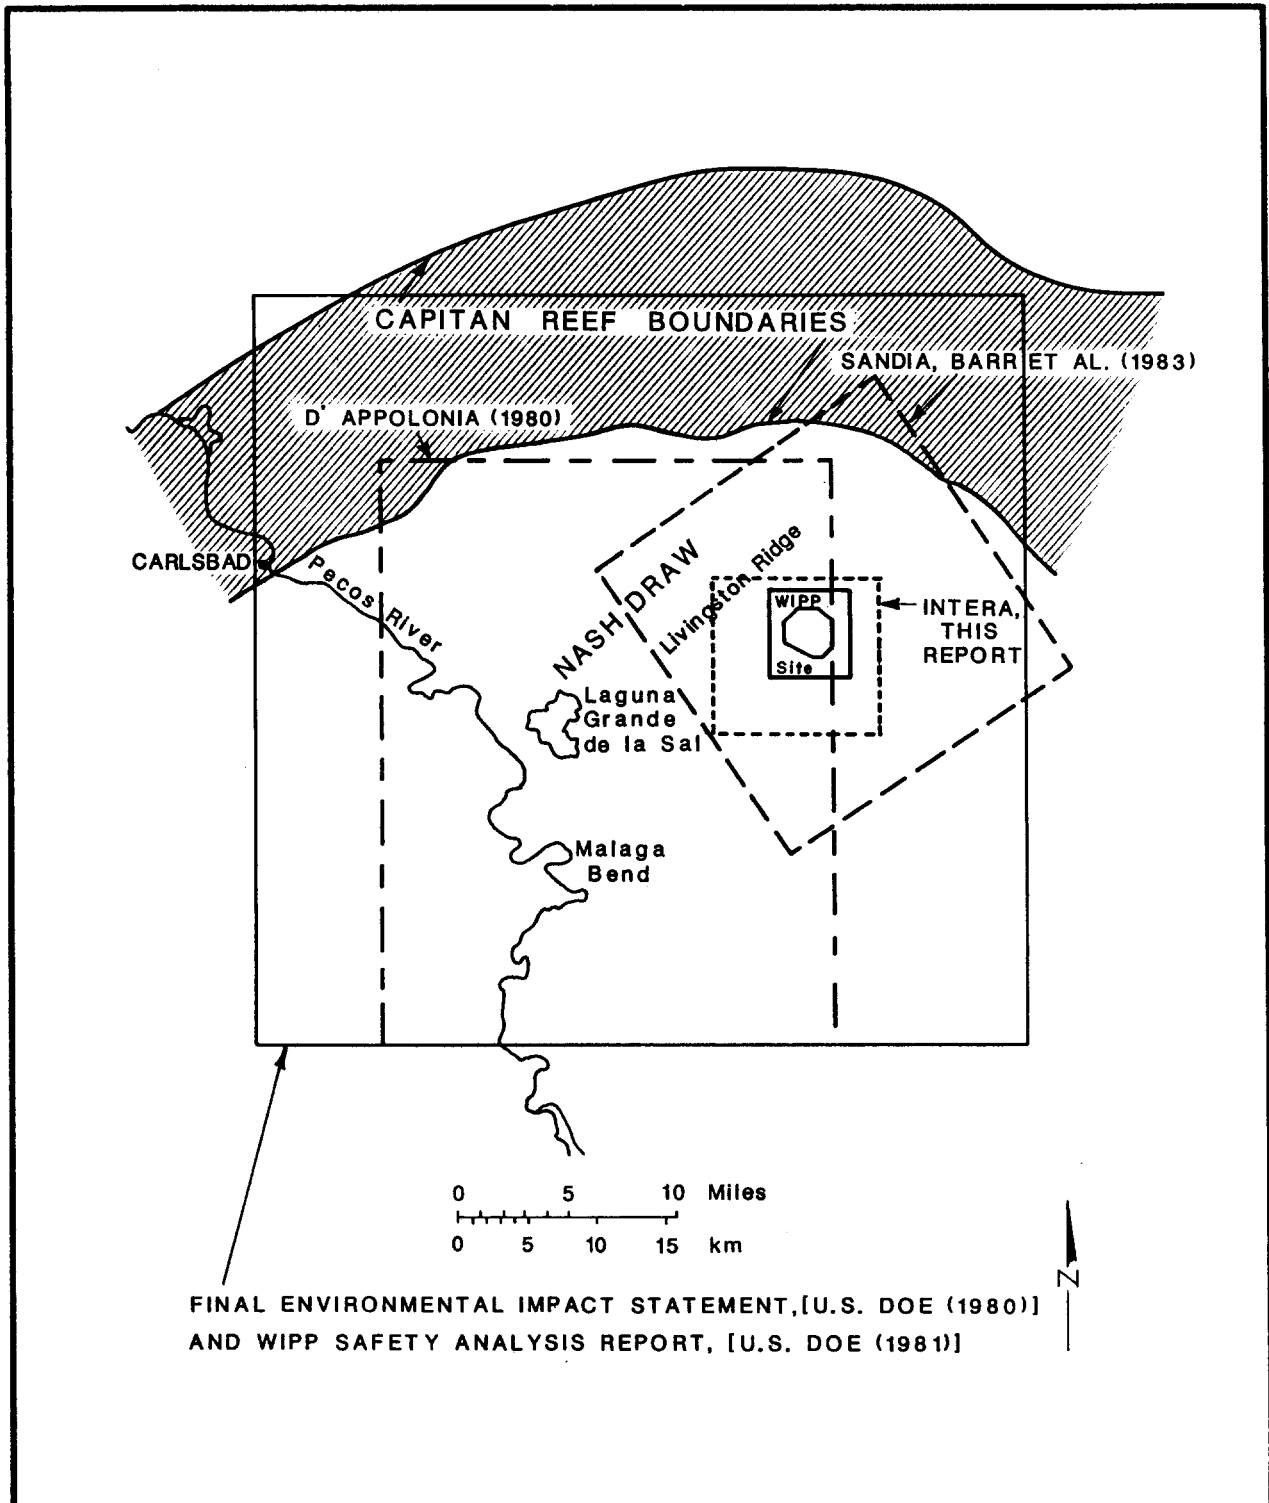 CAPITAN REEF BOUNDARIES
SANDIA, BARR ET AL. (1983)
D' APPOLONIA (1980)
CARLSBAD
Pecos River
NASH DRAW
Livingston Ridge
WIPP
Site
INTERA,
THIS
REPORT
Laguna
Grande
de la Sal
Malaga
Bend
0 5 10 Miles
0 5 10 15 km
N
FINAL ENVIRONMENTAL IMPACT STATEMENT,[U.S. DOE (1980)]
AND WIPP SAFETY ANALYSIS REPORT, [U.S. DOE (1981)]